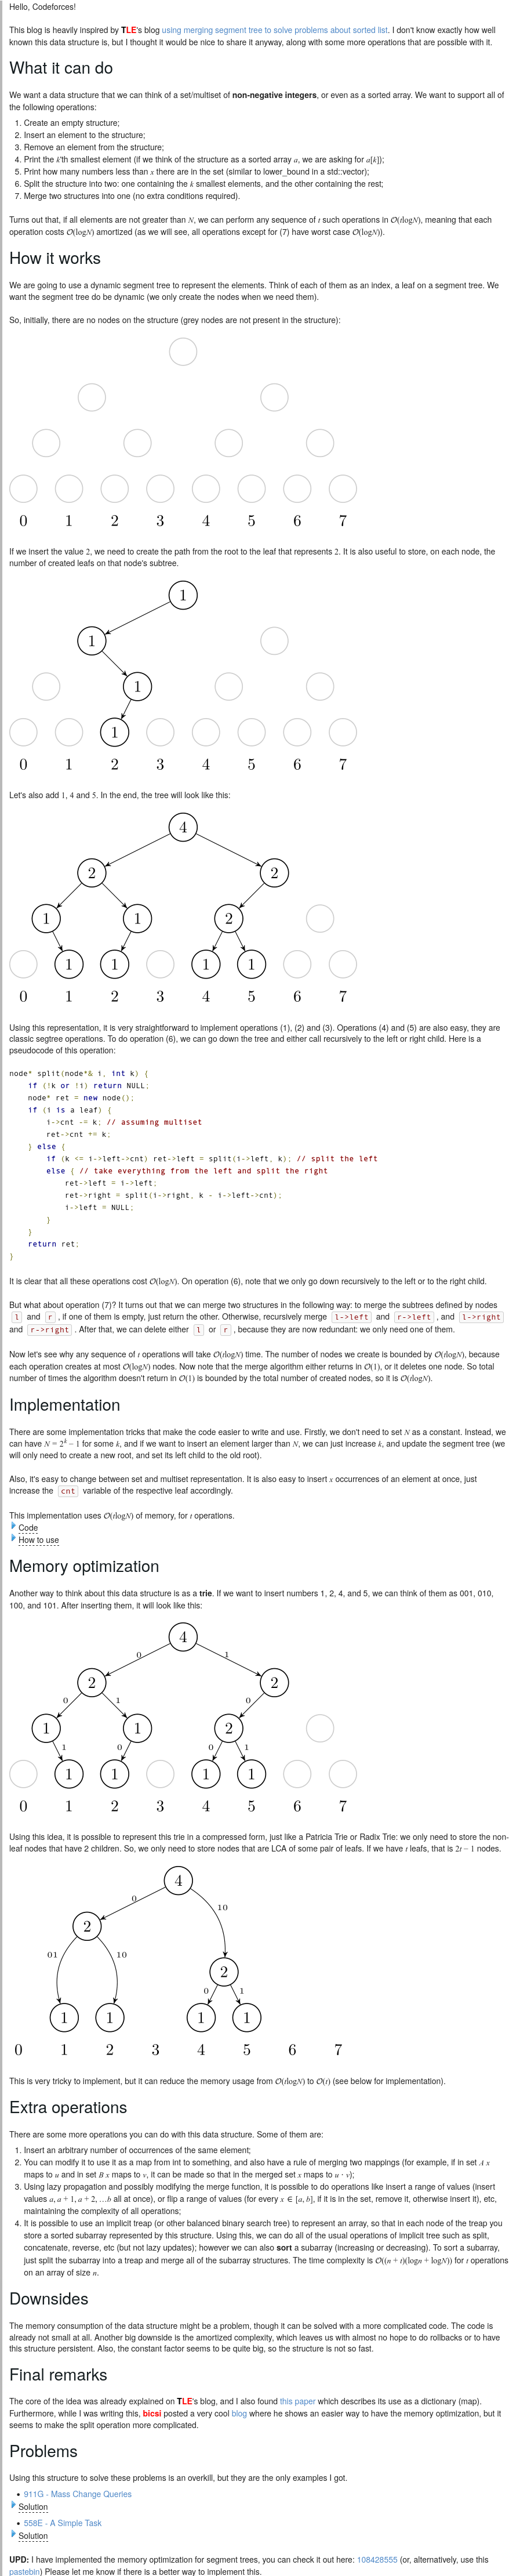 Hello, Codeforces!
This blog is heavily inspired by TLE's blog using merging segment tree to solve problems about sorted list. I don't know exactly how well
known this data structure is, but I thought it would be nice to share it anyway, along with some more operations that are possible with it.
What it can do
We want a data structure that we can think of a set/multiset of non-negative integers, or even as a sorted array. We want to support all of
the following operations:
1. Create an empty structure;
2. Insert an element to the structure;
3. Remove an element from the structure;
4. Print the k'th smallest element (if we think of the structure as a sorted array a, we are asking for a[k]);
5. Print how many numbers less than x there are in the set (similar to lower_bound in a std::vector);
6. Split the structure into two: one containing the k smallest elements, and the other containing the rest;
7. Merge two structures into one (no extra conditions required).
Turns out that, if all elements are not greater than N, we can perform any sequence of t such operations in O(tlogN), meaning that each
operation costs O(logN) amortized (as we will see, all operations except for (7) have worst case O(logN)).
How it works
We are going to use a dynamic segment tree to represent the elements. Think of each of them as an index, a leaf on a segment tree. We
want the segment tree do be dynamic (we only create the nodes when we need them).
So, initially, there are no nodes on the structure (grey nodes are not present in the structure):
0 1 2 3 4 5 6 7
If we insert the value 2, we need to create the path from the root to the leaf that represents 2. It is also useful to store, on each node, the
number of created leafs on that node's subtree.
1
1
1
1
0 1 2 3 4 5 6 7
Let's also add 1, 4 and 5. In the end, the tree will look like this:
4
2 2
1 1 2
1 1 1 1
0 1 2 3 4 5 6 7
Using this representation, it is very straightforward to implement operations (1), (2) and (3). Operations (4) and (5) are also easy, they are
classic segtree operations. To do operation (6), we can go down the tree and either call recursively to the left or right child. Here is a
pseudocode of this operation:
node* split(node*& i, int k) {
if (!k or !i) return NULL;
node* ret = new node();
if (i is a leaf) {
i->cnt -= k; // assuming multiset
ret->cnt += k;
} else {
if (k <= i->left->cnt) ret->left = split(i->left, k); // split the left
else { // take everything from the left and split the right
ret->left = i->left;
ret->right = split(i->right, k - i->left->cnt);
i->left = NULL;
}
}
return ret;
}
It is clear that all these operations cost O(logN). On operation (6), note that we only go down recursively to the left or to the right child.
But what about operation (7)? It turns out that we can merge two structures in the following way: to merge the subtrees defined by nodes
l and r, if one of them is empty, just return the other. Otherwise, recursively merge l->left and r->left, and l->right
and r->right. After that, we can delete either l or r, because they are now redundant: we only need one of them.
Now let's see why any sequence of t operations will take O(tlogN) time. The number of nodes we create is bounded by O(tlogN), because
each operation creates at most O(logN) nodes. Now note that the merge algorithm either returns in O(1), or it deletes one node. So total
number of times the algorithm doesn't return in O(1) is bounded by the total number of created nodes, so it is O(tlogN).
Implementation
There are some implementation tricks that make the code easier to write and use. Firstly, we don't need to set N as a constant. Instead, we
can have N = 2^k − 1 for some k, and if we want to insert an element larger than N, we can just increase k, and update the segment tree (we
will only need to create a new root, and set its left child to the old root).
Also, it's easy to change between set and multiset representation. It is also easy to insert x occurrences of an element at once, just
increase the cnt variable of the respective leaf accordingly.
This implementation uses O(tlogN) of memory, for t operations.
Code
How to use
Memory optimization
Another way to think about this data structure is as a trie. If we want to insert numbers 1, 2, 4, and 5, we can think of them as 001, 010,
100, and 101. After inserting them, it will look like this:
4
0 1
2 2
0 1 0
1 1 2
1 0 0 1
1 1 1 1
0 1 2 3 4 5 6 7
Using this idea, it is possible to represent this trie in a compressed form, just like a Patricia Trie or Radix Trie: we only need to store the non-
leaf nodes that have 2 children. So, we only need to store nodes that are LCA of some pair of leafs. If we have t leafs, that is 2t − 1 nodes.
4
0 10
2
01 10 2
0 1
1 1 1 1
0 1 2 3 4 5 6 7
This is very tricky to implement, but it can reduce the memory usage from O(tlogN) to O(t) (see below for implementation).
Extra operations
There are some more operations you can do with this data structure. Some of them are:
1. Insert an arbitrary number of occurrences of the same element;
2. You can modify it to use it as a map from int to something, and also have a rule of merging two mappings (for example, if in set A x
maps to u and in set B x maps to v, it can be made so that in the merged set x maps to u · v);
3. Using lazy propagation and possibly modifying the merge function, it is possible to do operations like insert a range of values (insert
values a, a + 1, a + 2, …b all at once), or flip a range of values (for every x ∈ [a, b], if it is in the set, remove it, otherwise insert it), etc,
maintaining the complexity of all operations;
4. It is possible to use an implicit treap (or other balanced binary search tree) to represent an array, so that in each node of the treap you
store a sorted subarray represented by this structure. Using this, we can do all of the usual operations of implicit tree such as split,
concatenate, reverse, etc (but not lazy updates); however we can also sort a subarray (increasing or decreasing). To sort a subarray,
just split the subarray into a treap and merge all of the subarray structures. The time complexity is O((n + t)(logn + logN)) for t operations
on an array of size n.
Downsides
The memory consumption of the data structure might be a problem, though it can be solved with a more complicated code. The code is
already not small at all. Another big downside is the amortized complexity, which leaves us with almost no hope to do rollbacks or to have
this structure persistent. Also, the constant factor seems to be quite big, so the structure is not so fast.
Final remarks
The core of the idea was already explained on TLE's blog, and I also found this paper which describes its use as a dictionary (map).
Furthermore, while I was writing this, bicsi posted a very cool blog where he shows an easier way to have the memory optimization, but it
seems to make the split operation more complicated.
Problems
Using this structure to solve these problems is an overkill, but they are the only examples I got.
• 911G - Mass Change Queries
Solution
• 558E - A Simple Task
Solution
UPD: I have implemented the memory optimization for segment trees, you can check it out here: 108428555 (or, alternatively, use this
pastebin) Please let me know if there is a better way to implement this.